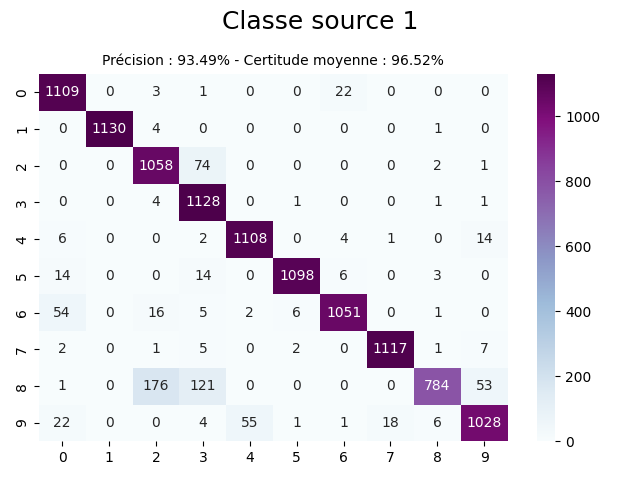 Classe source 1
Précision : 93.49% - Certitude moyenne : 96.52%
0 1109 0 3 1 0 0 22 0 0 0
1 0 1130 4 0 0 0 0 0 1 0
2 0 0 1058 74 0 0 0 0 2 1
3 0 0 4 1128 0 1 0 0 1 1
4 6 0 0 2 1108 0 4 1 0 14
5 14 0 0 14 0 1098 6 0 3 0
6 54 0 16 5 2 6 1051 0 1 0
7 2 0 1 5 0 2 0 1117 1 7
8 1 0 176 121 0 0 0 0 784 53
9 22 0 0 4 55 1 1 18 6 1028
0 1 2 3 4 5 6 7 8 9
1000
800
600
400
200
0